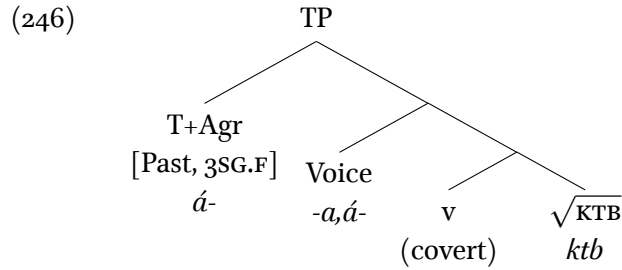 (246)
TP
T+Agr
[Past, 3SG.F]
á-
Voice
-a,á-
v
(covert)
√KTB
ktb